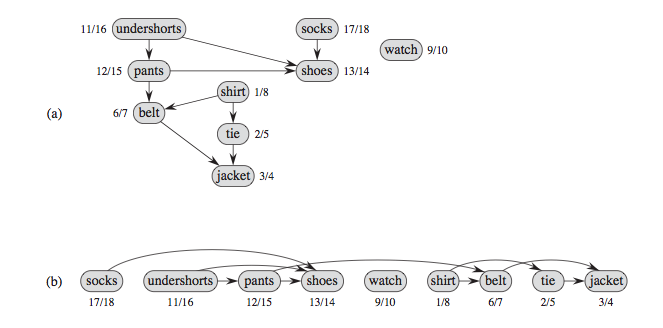 11/16 undershorts socks 17/18
watch 9/10
12/15 pants shoes 13/14
shirt 1/8
(a) 6/7 belt
tie 2/5
jacket 3/4
(b) socks undershorts pants shoes watch shirt belt tie jacket
17/18 11/16 12/15 13/14 9/10 1/8 6/7 2/5 3/4